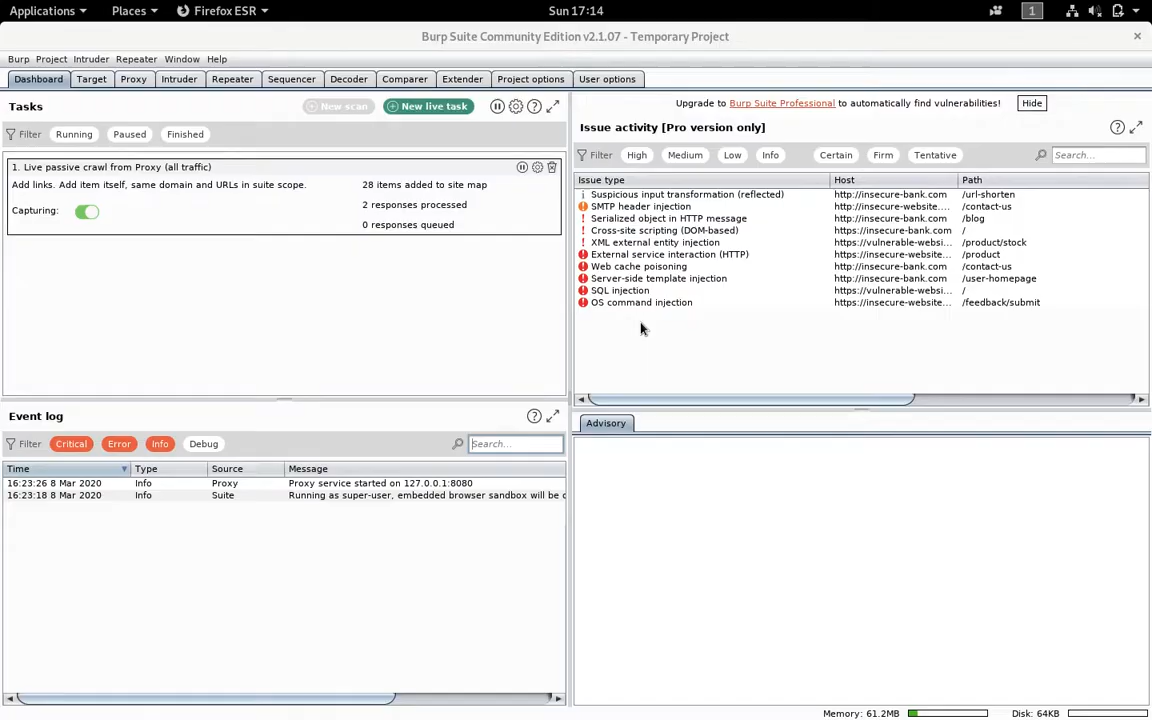 Applications Places Firefox ESR Sun 17:14 1
Burp Suite Community Edition v2.1.07 - Temporary Project
Burp Project Intruder Repeater Window Help
Dashboard Target Proxy Intruder Repeater Sequencer Decoder Comparer Extender Project options User options
Tasks New scan New live task
Filter Running Paused Finished
1. Live passive crawl from Proxy (all traffic)
Add links. Add item itself, same domain and URLs in suite scope. 28 items added to site map
Capturing: 2 responses processed
0 responses queued
Event log
Filter Critical Error Info Debug Search...
Time Type Source Message
16:23:26 8 Mar 2020 Info Proxy Proxy service started on 127.0.0.1:8080
16:23:18 8 Mar 2020 Info Suite Running as super-user, embedded browser sandbox will be
Upgrade to Burp Suite Professional to automatically find vulnerabilities! Hide
Issue activity [Pro version only]
Filter High Medium Low Info Certain Firm Tentative Search...
Issue type Host Path
Suspicious input transformation (reflected) http://insecure-bank.com /url-shorten
SMTP header injection http://insecure-website.... /contact-us
Serialized object in HTTP message http://insecure-bank.com /blog
Cross-site scripting (DOM-based) http://insecure-bank.com /
XML external entity injection https://vulnerable-websi... /product/stock
External service interaction (HTTP) https://insecure-website... /product
Web cache poisoning http://insecure-bank.com /contact-us
Server-side template injection http://insecure-bank.com /user-homepage
SQL injection https://vulnerable-websi... /
OS command injection https://insecure-website... /feedback/submit
Advisory
Memory: 61.2MB Disk: 64KB